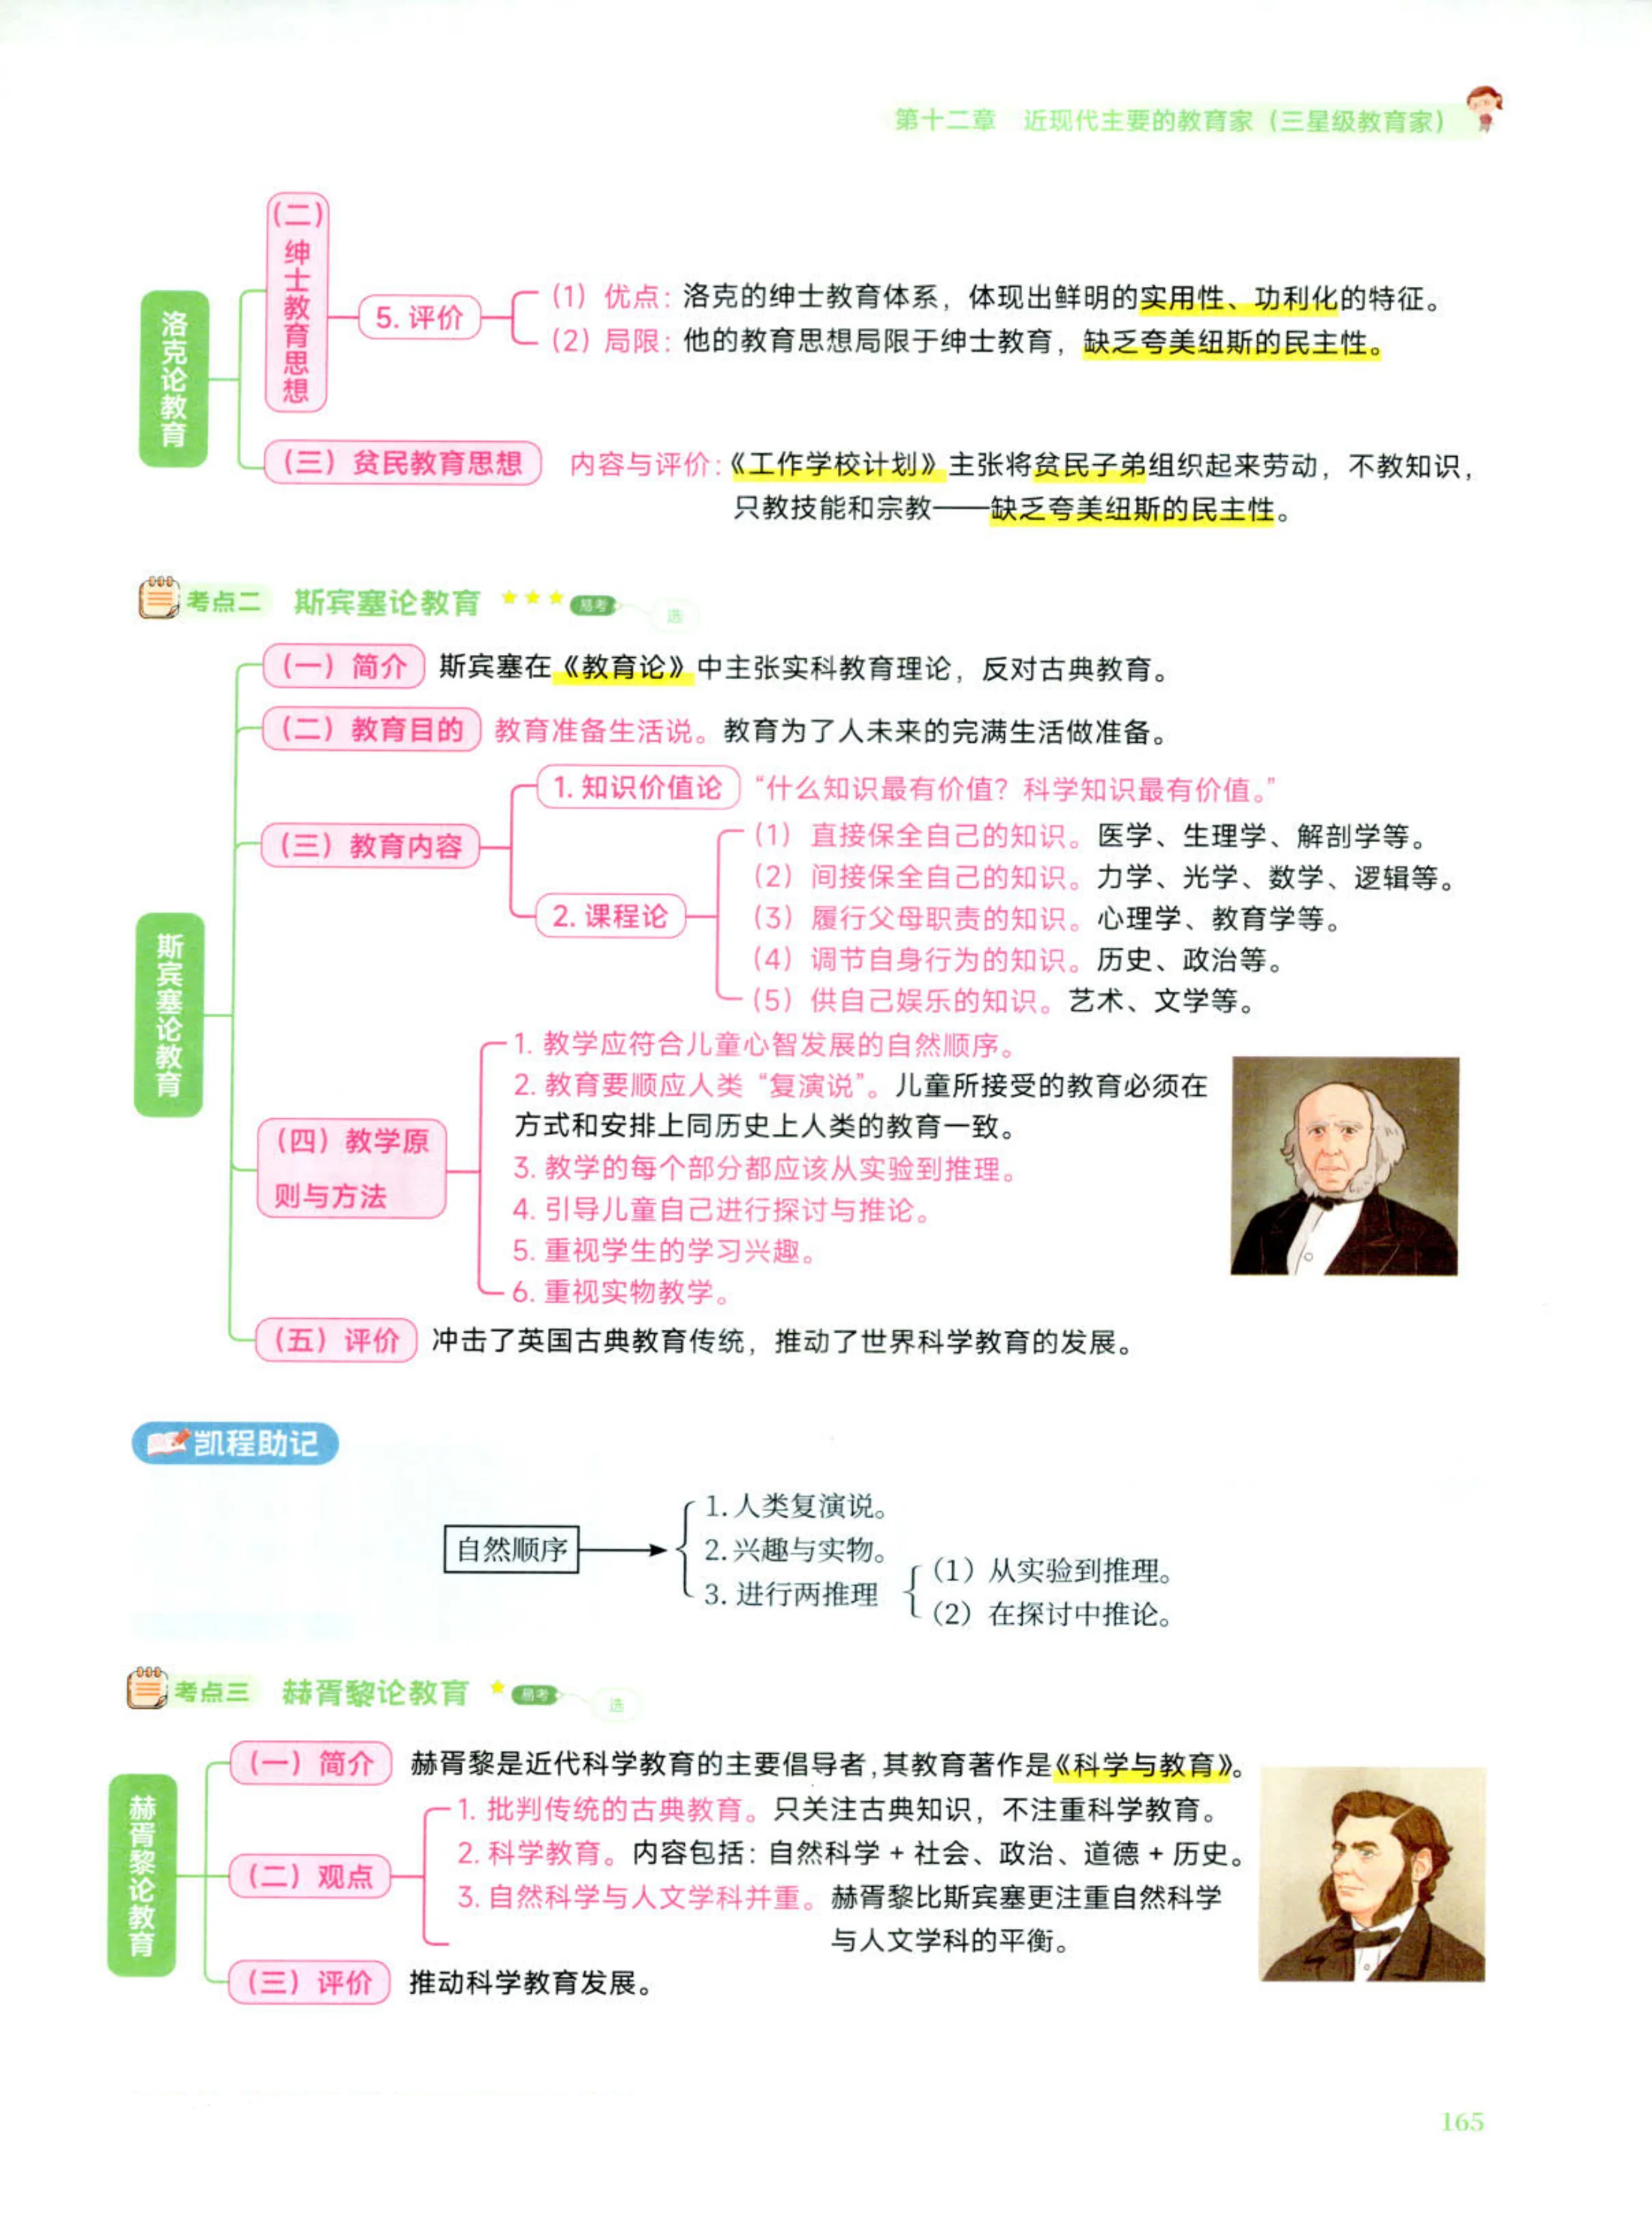 第十二章 近现代主要的教育家（三星级教育家）
洛克论教育
（二）绅士教育思想
5. 评价
（1）优点：洛克的绅士教育体系，体现出鲜明的实用性、功利化的特征。
（2）局限：他的教育思想局限于绅士教育，缺乏夸美纽斯的民主性。
（三）贫民教育思想 内容与评价：《工作学校计划》主张将贫民子弟组织起来劳动，不教知识，
只教技能和宗教——缺乏夸美纽斯的民主性。
考点二 斯宾塞论教育 ★★★ 易考 选
斯宾塞论教育
（一）简介 斯宾塞在《教育论》中主张实科教育理论，反对古典教育。
（二）教育目的 教育准备生活说。教育为了人未来的完满生活做准备。
（三）教育内容
1. 知识价值论 “什么知识最有价值？科学知识最有价值。”
2. 课程论
（1）直接保全自己的知识。医学、生理学、解剖学等。
（2）间接保全自己的知识。力学、光学、数学、逻辑等。
（3）履行父母职责的知识。心理学、教育学等。
（4）调节自身行为的知识。历史、政治等。
（5）供自己娱乐的知识。艺术、文学等。
（四）教学原
则与方法
1. 教学应符合儿童心智发展的自然顺序。
2. 教育要顺应人类“复演说”。儿童所接受的教育必须在
方式和安排上同历史上人类的教育一致。
3. 教学的每个部分都应该从实验到推理。
4. 引导儿童自己进行探讨与推论。
5. 重视学生的学习兴趣。
6. 重视实物教学。
（五）评价 冲击了英国古典教育传统，推动了世界科学教育的发展。
凯程助记
自然顺序
1. 人类复演说。
2. 兴趣与实物。
3. 进行两推理
（1）从实验到推理。
（2）在探讨中推论。
考点三 赫胥黎论教育 ★ 易考 选
赫胥黎论教育
（一）简介 赫胥黎是近代科学教育的主要倡导者，其教育著作是《科学与教育》。
（二）观点
1. 批判传统的古典教育。只关注古典知识，不注重科学教育。
2. 科学教育。内容包括：自然科学 + 社会、政治、道德 + 历史。
3. 自然科学与人文学科并重。赫胥黎比斯宾塞更注重自然科学
与人文学科的平衡。
（三）评价 推动科学教育发展。
165